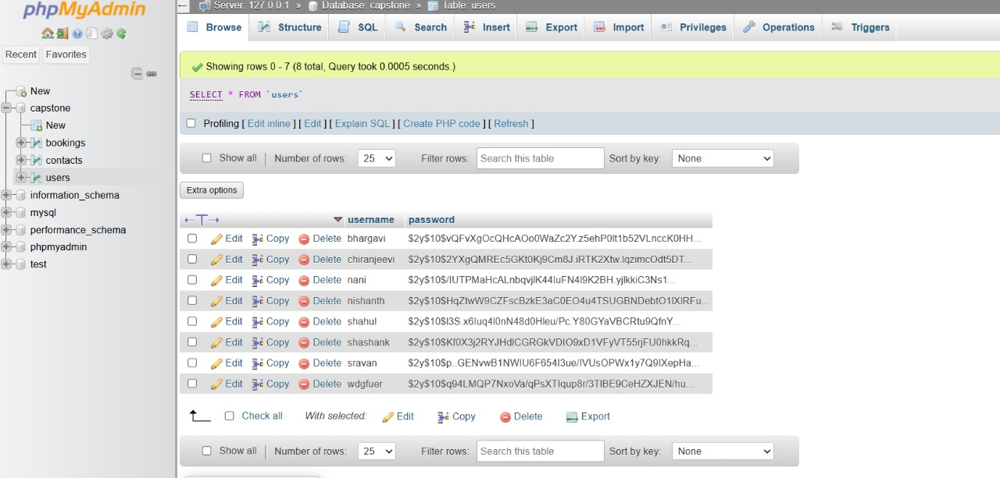 phpMyAdmin
Recent Favorites
New
capstone
New
bookings
contacts
users
information_schema
mysql
performance_schema
phpmyadmin
test
Server: 127.0.0.1 » Database: capstone » Table: users
Browse Structure SQL Search Insert Export Import Privileges Operations Triggers
Showing rows 0 - 7 (8 total, Query took 0.0005 seconds.)
SELECT * FROM `users`
Profiling [ Edit inline ] [ Edit ] [ Explain SQL ] [ Create PHP code ] [ Refresh ]
Show all Number of rows: 25 Filter rows: Search this table Sort by key: None
Extra options
username password
Edit Copy Delete bhargavi $2y$10$vQFvXgOcQHcAOo0WaZc2Y.z5ehP0lt1b52VLnccK0HH...
Edit Copy Delete chiranjeevi $2y$10$2YXgQMREc5GKt0Kj9Gm8J.iRTK2Xtw.lqzimcOdt5DT...
Edit Copy Delete nani $2y$10$/IUTPMaHcALnbqvjlK44luFN4I9K2BH.yjlkkiC3Ns1...
Edit Copy Delete nishanth $2y$10$HqZtwW9CZFscBzkE3aC0EO4u4TSUGBNDebtO1lXlRFu...
Edit Copy Delete shahul $2y$10$l3S.x6luq4l0nN48d0Hleu/Pc.Y80GYaVBCRtu9QfnY...
Edit Copy Delete shashank $2y$10$Kf0X3j2RYJHdlCGRGkVDIO9xD1VFyVT55rjFU0hkkRq...
Edit Copy Delete sravan $2y$10$p..GENvwB1NWlU6F654l3ue/lVUsOPWx1y7Q9lXepHa...
Edit Copy Delete wdgfuer $2y$10$q94LMQP7NxoVa/qPsXTlqup8r/3TlBE9CeHZXJEN/hu...
Check all With selected: Edit Copy Delete Export
Show all Number of rows: 25 Filter rows: Search this table Sort by key: None